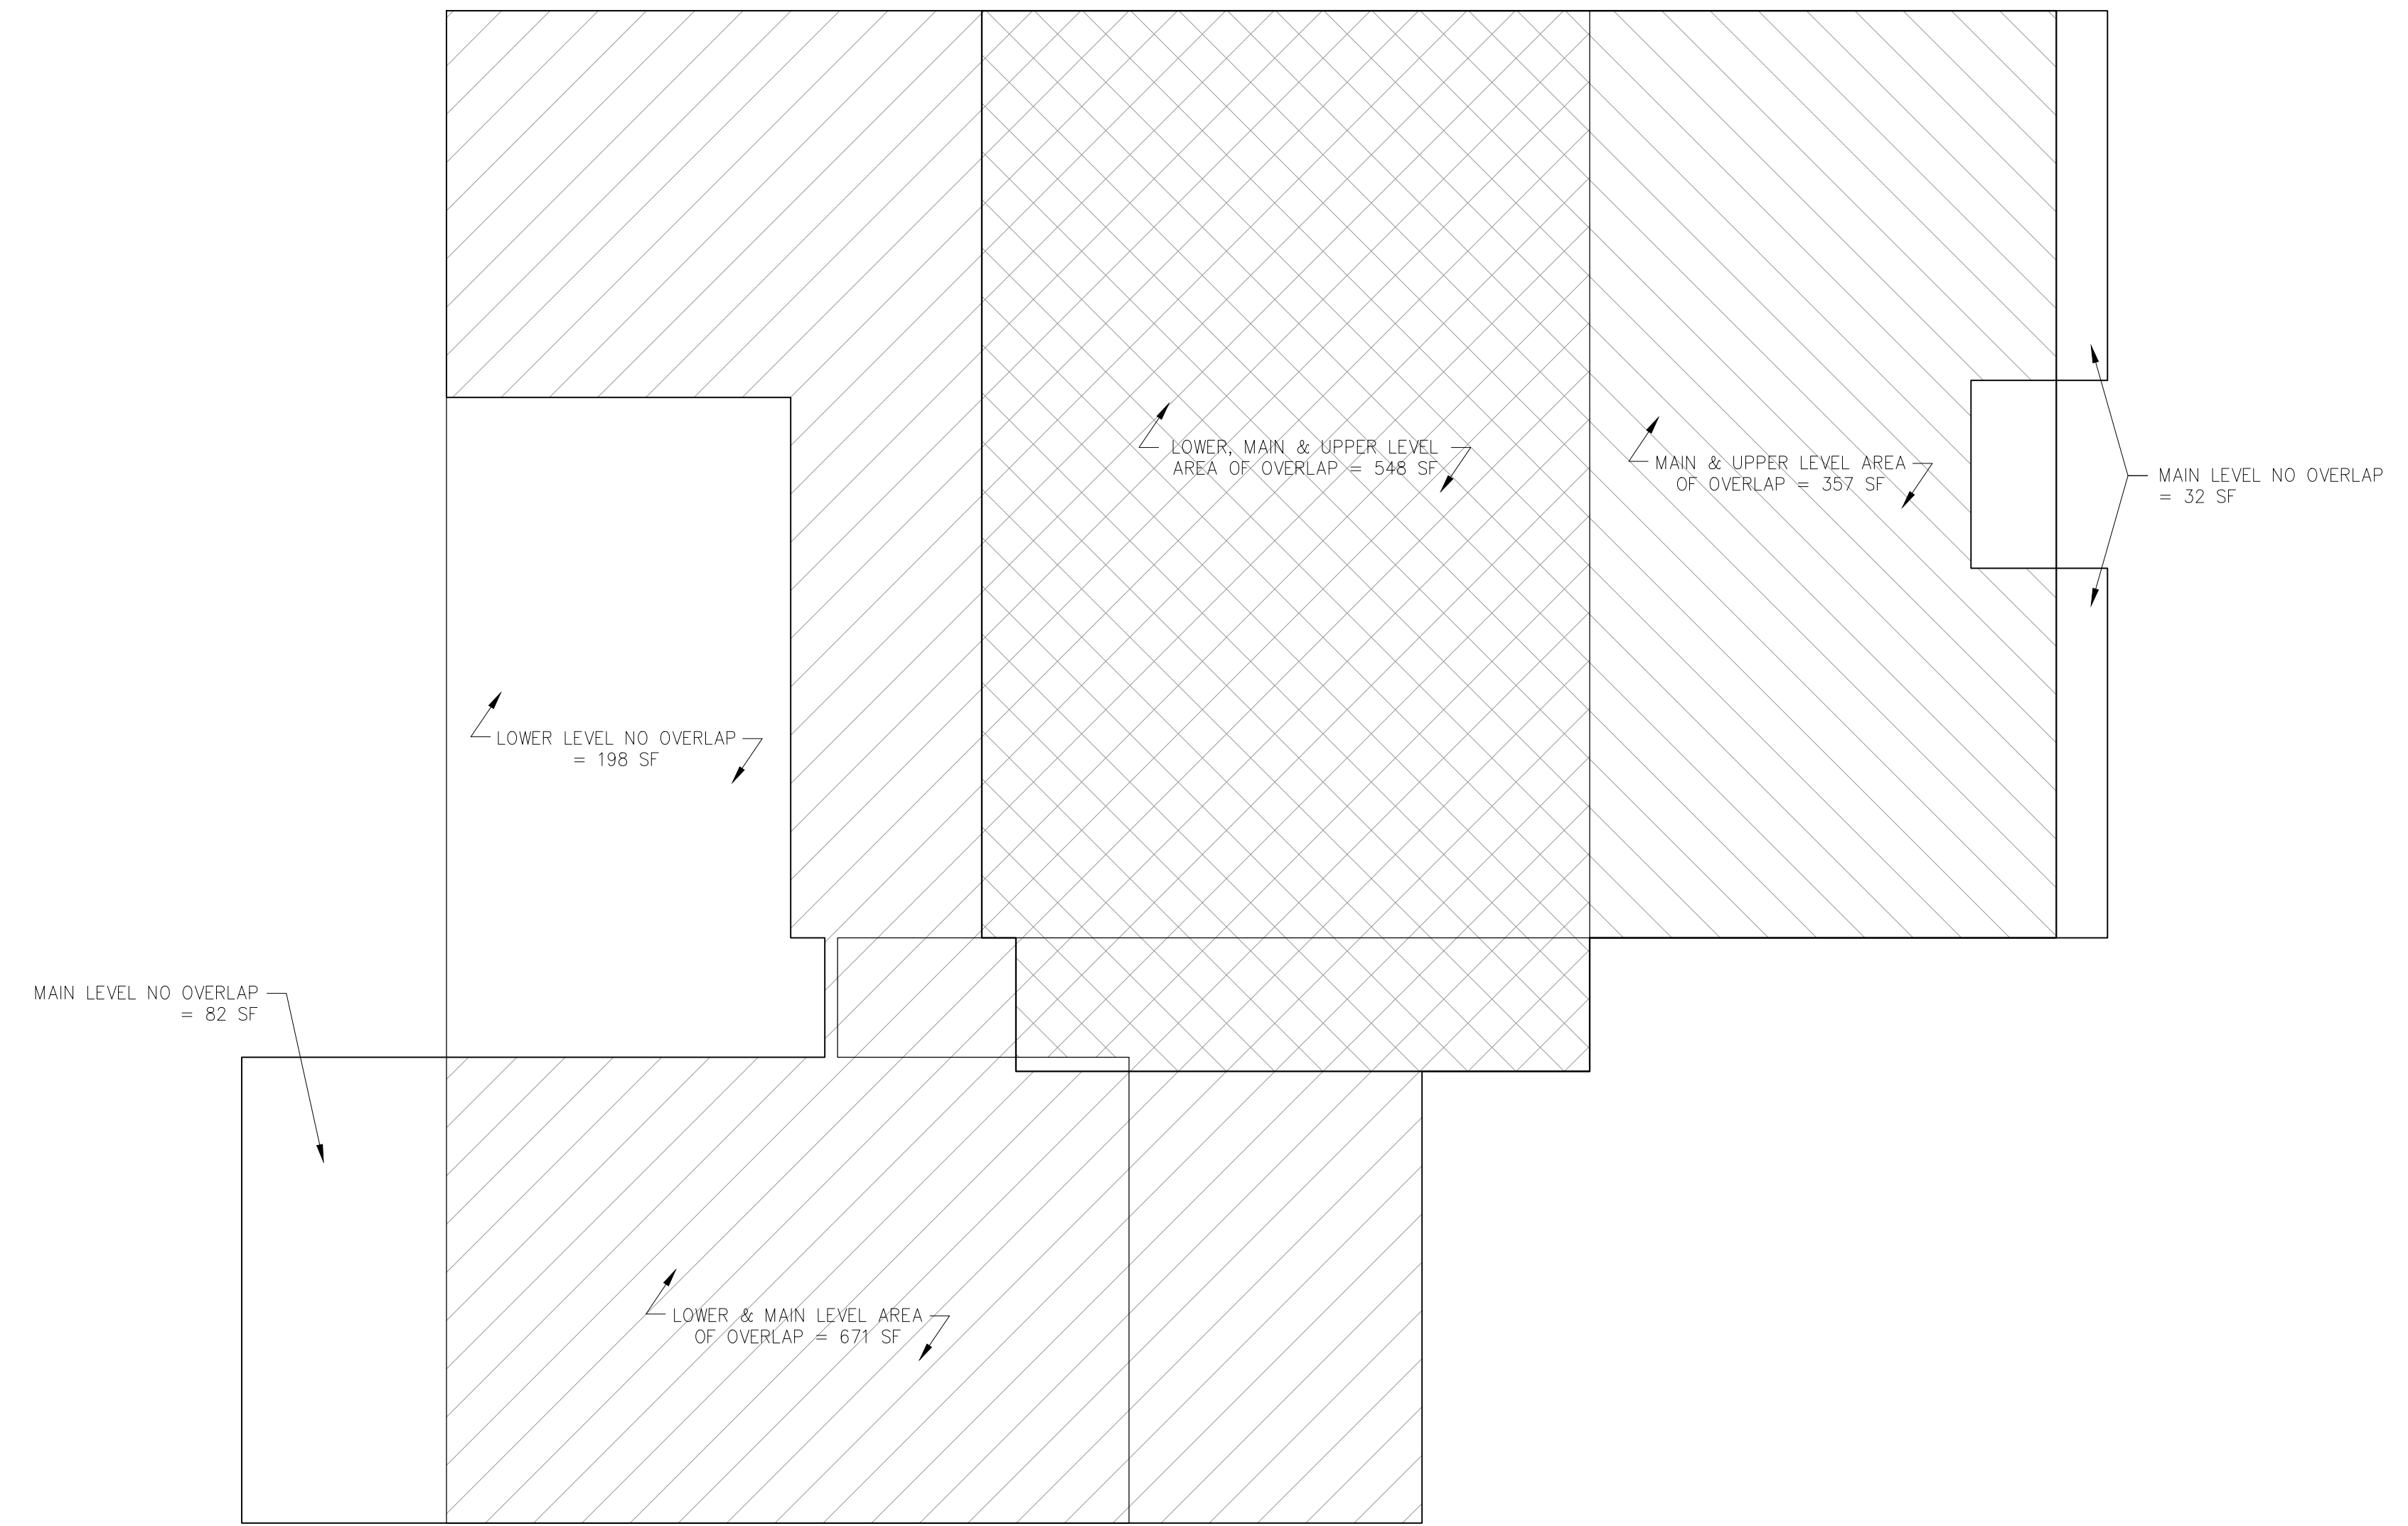 LOWER, MAIN & UPPER LEVEL
AREA OF OVERLAP = 548 SF
MAIN & UPPER LEVEL AREA
OF OVERLAP = 357 SF
MAIN LEVEL NO OVERLAP
= 32 SF
LOWER LEVEL NO OVERLAP
= 198 SF
MAIN LEVEL NO OVERLAP
= 82 SF
LOWER & MAIN LEVEL AREA
OF OVERLAP = 671 SF